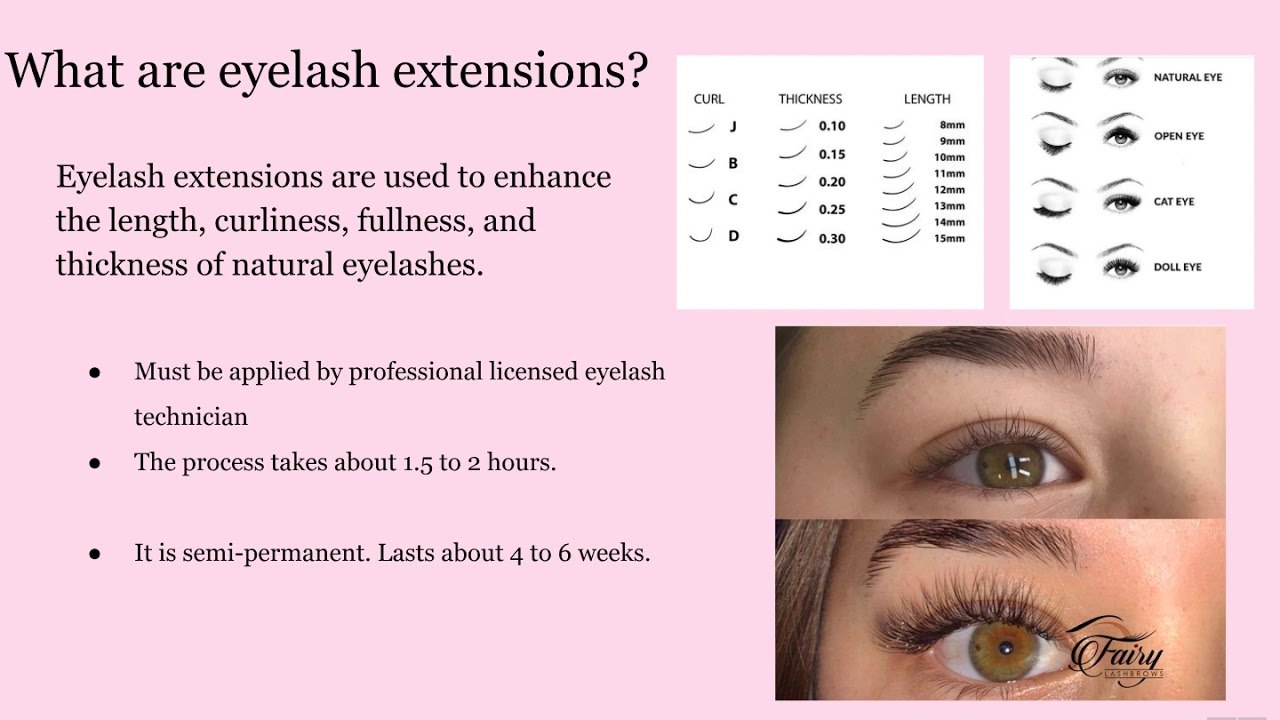 What are eyelash extensions?
Eyelash extensions are used to enhance
the length, curliness, fullness, and
thickness of natural eyelashes.
● Must be applied by professional licensed eyelash
technician
● The process takes about 1.5 to 2 hours.
● It is semi-permanent. Lasts about 4 to 6 weeks.
CURL THICKNESS LENGTH
J
B
C
D
0.10
0.15
0.20
0.25
0.30
8mm
9mm
10mm
11mm
12mm
13mm
14mm
15mm
NATURAL EYE
OPEN EYE
CAT EYE
DOLL EYE
Fairy
LASHBROWS